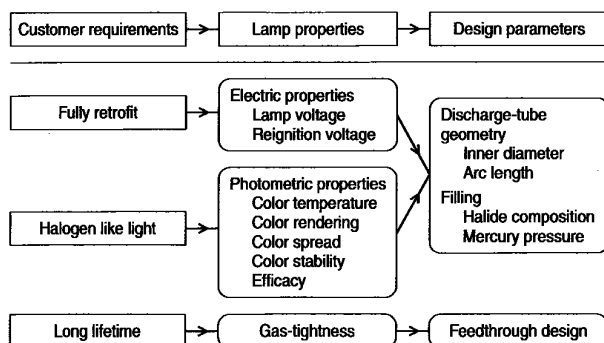 Customer requirements
Lamp properties
Design parameters
Fully retrofit
Electric properties
Lamp voltage
Reignition voltage
Halogen like light
Photometric properties
Color temperature
Color rendering
Color spread
Color stability
Efficacy
Discharge-tube
geometry
Inner diameter
Arc length
Filling
Halide composition
Mercury pressure
Long lifetime
Gas-tightness
Feedthrough design